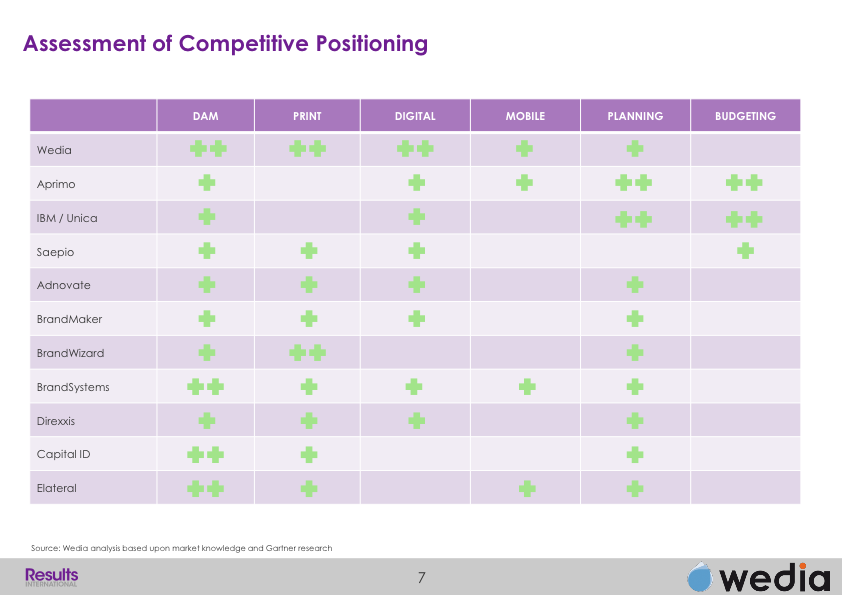 Assessment of Competitive Positioning
DAM PRINT DIGITAL MOBILE PLANNING BUDGETING
Wedia
Aprimo
IBM / Unica
Saepio
Adnovate
BrandMaker
BrandWizard
BrandSystems
Direxxis
Capital ID
Elateral
Source: Wedia analysis based upon market knowledge and Gartner research
Results
INTERNATIONAL
7
wedia